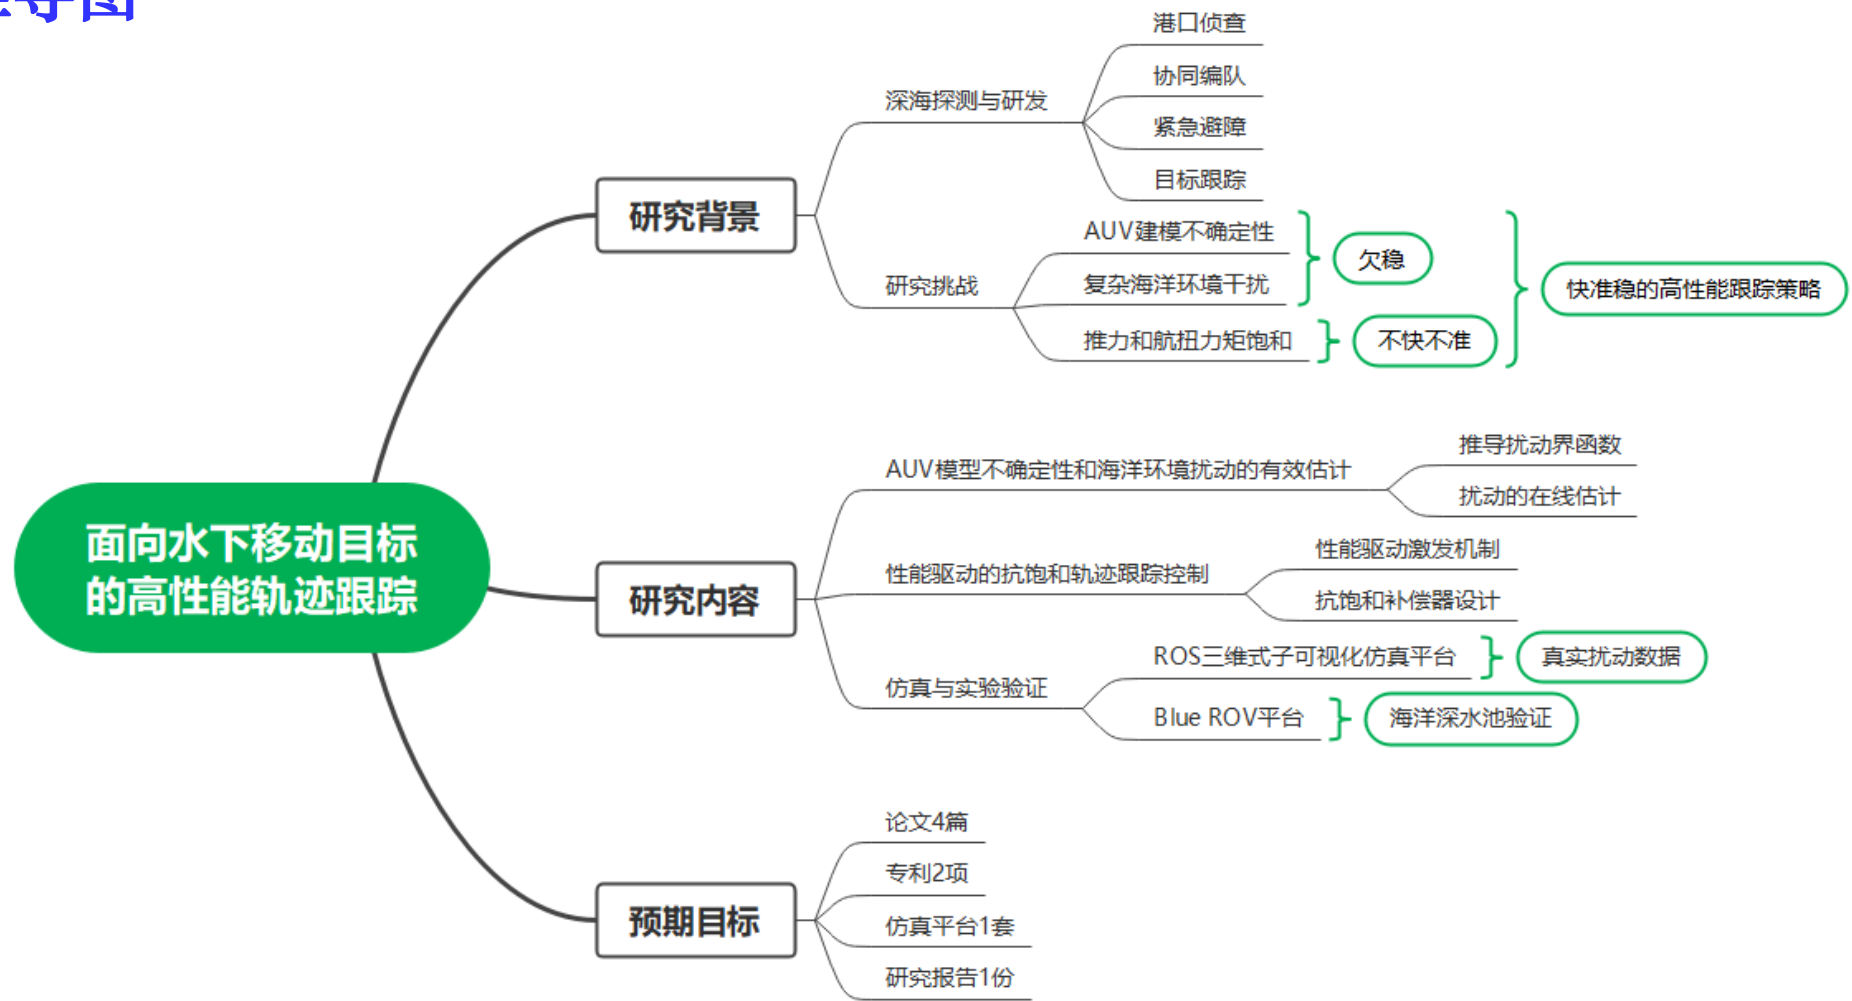 导图
港口侦查
协同编队
深海探测与研发
紧急避障
目标跟踪
研究背景
AUV建模不确定性
欠稳
研究挑战
复杂海洋环境干扰
快准稳的高性能跟踪策略
推力和航扭力矩饱和
不快不准
推导扰动界函数
AUV模型不确定性和海洋环境扰动的有效估计
扰动的在线估计
面向水下移动目标
的高性能轨迹跟踪
性能驱动激发机制
性能驱动的抗饱和轨迹跟踪控制
研究内容
抗饱和补偿器设计
ROS三维式子可视化仿真平台
真实扰动数据
仿真与实验验证
Blue ROV平台
海洋深水池验证
论文4篇
专利2项
预期目标
仿真平台1套
研究报告1份